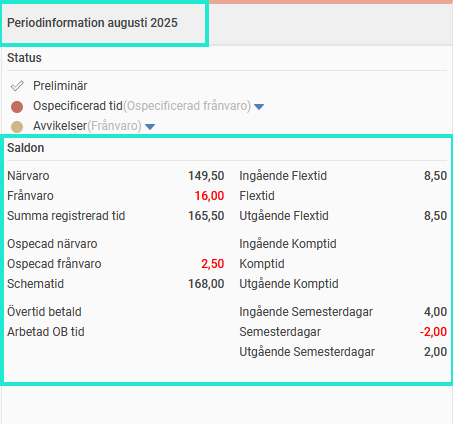 Periodinformation augusti 2025
Status
Preliminär
Ospecificerad tid(Ospecificerad frånvaro)
Avvikelser(Frånvaro)
Saldon
Närvaro 149,50 Ingående Flextid 8,50
Frånvaro 16,00 Flextid
Summa registrerad tid 165,50 Utgående Flextid 8,50
Ospecad närvaro Ingående Komptid
Ospecad frånvaro 2,50 Komptid
Schematid 168,00 Utgående Komptid
Övertid betald Ingående Semesterdagar 4,00
Arbetad OB tid Semesterdagar -2,00
Utgående Semesterdagar 2,00